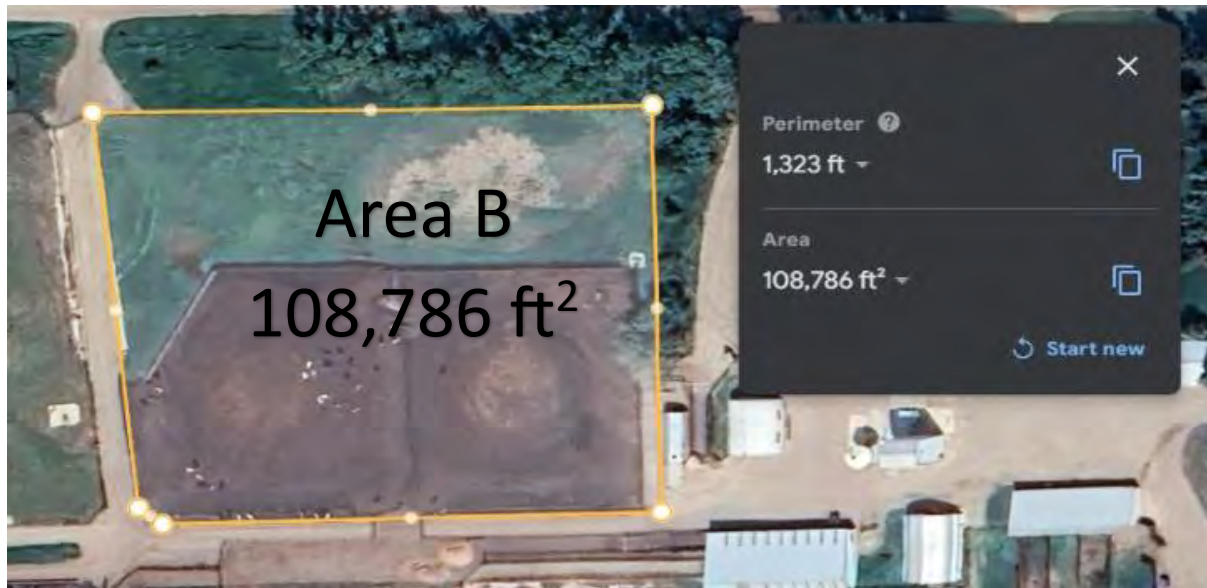 Area B
108,786 ft²
Perimeter
1,323 ft
Area
108,786 ft²
Start new